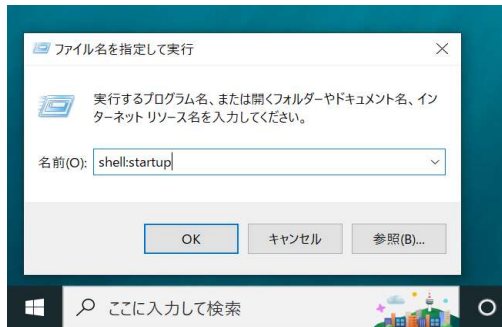 ファイル名を指定して実行
実行するプログラム名、または開くフォルダーやドキュメント名、イン
ターネット リソース名を入力してください。
名前(O): shell:startup
OK キャンセル 参照(B)...
ここに入力して検索